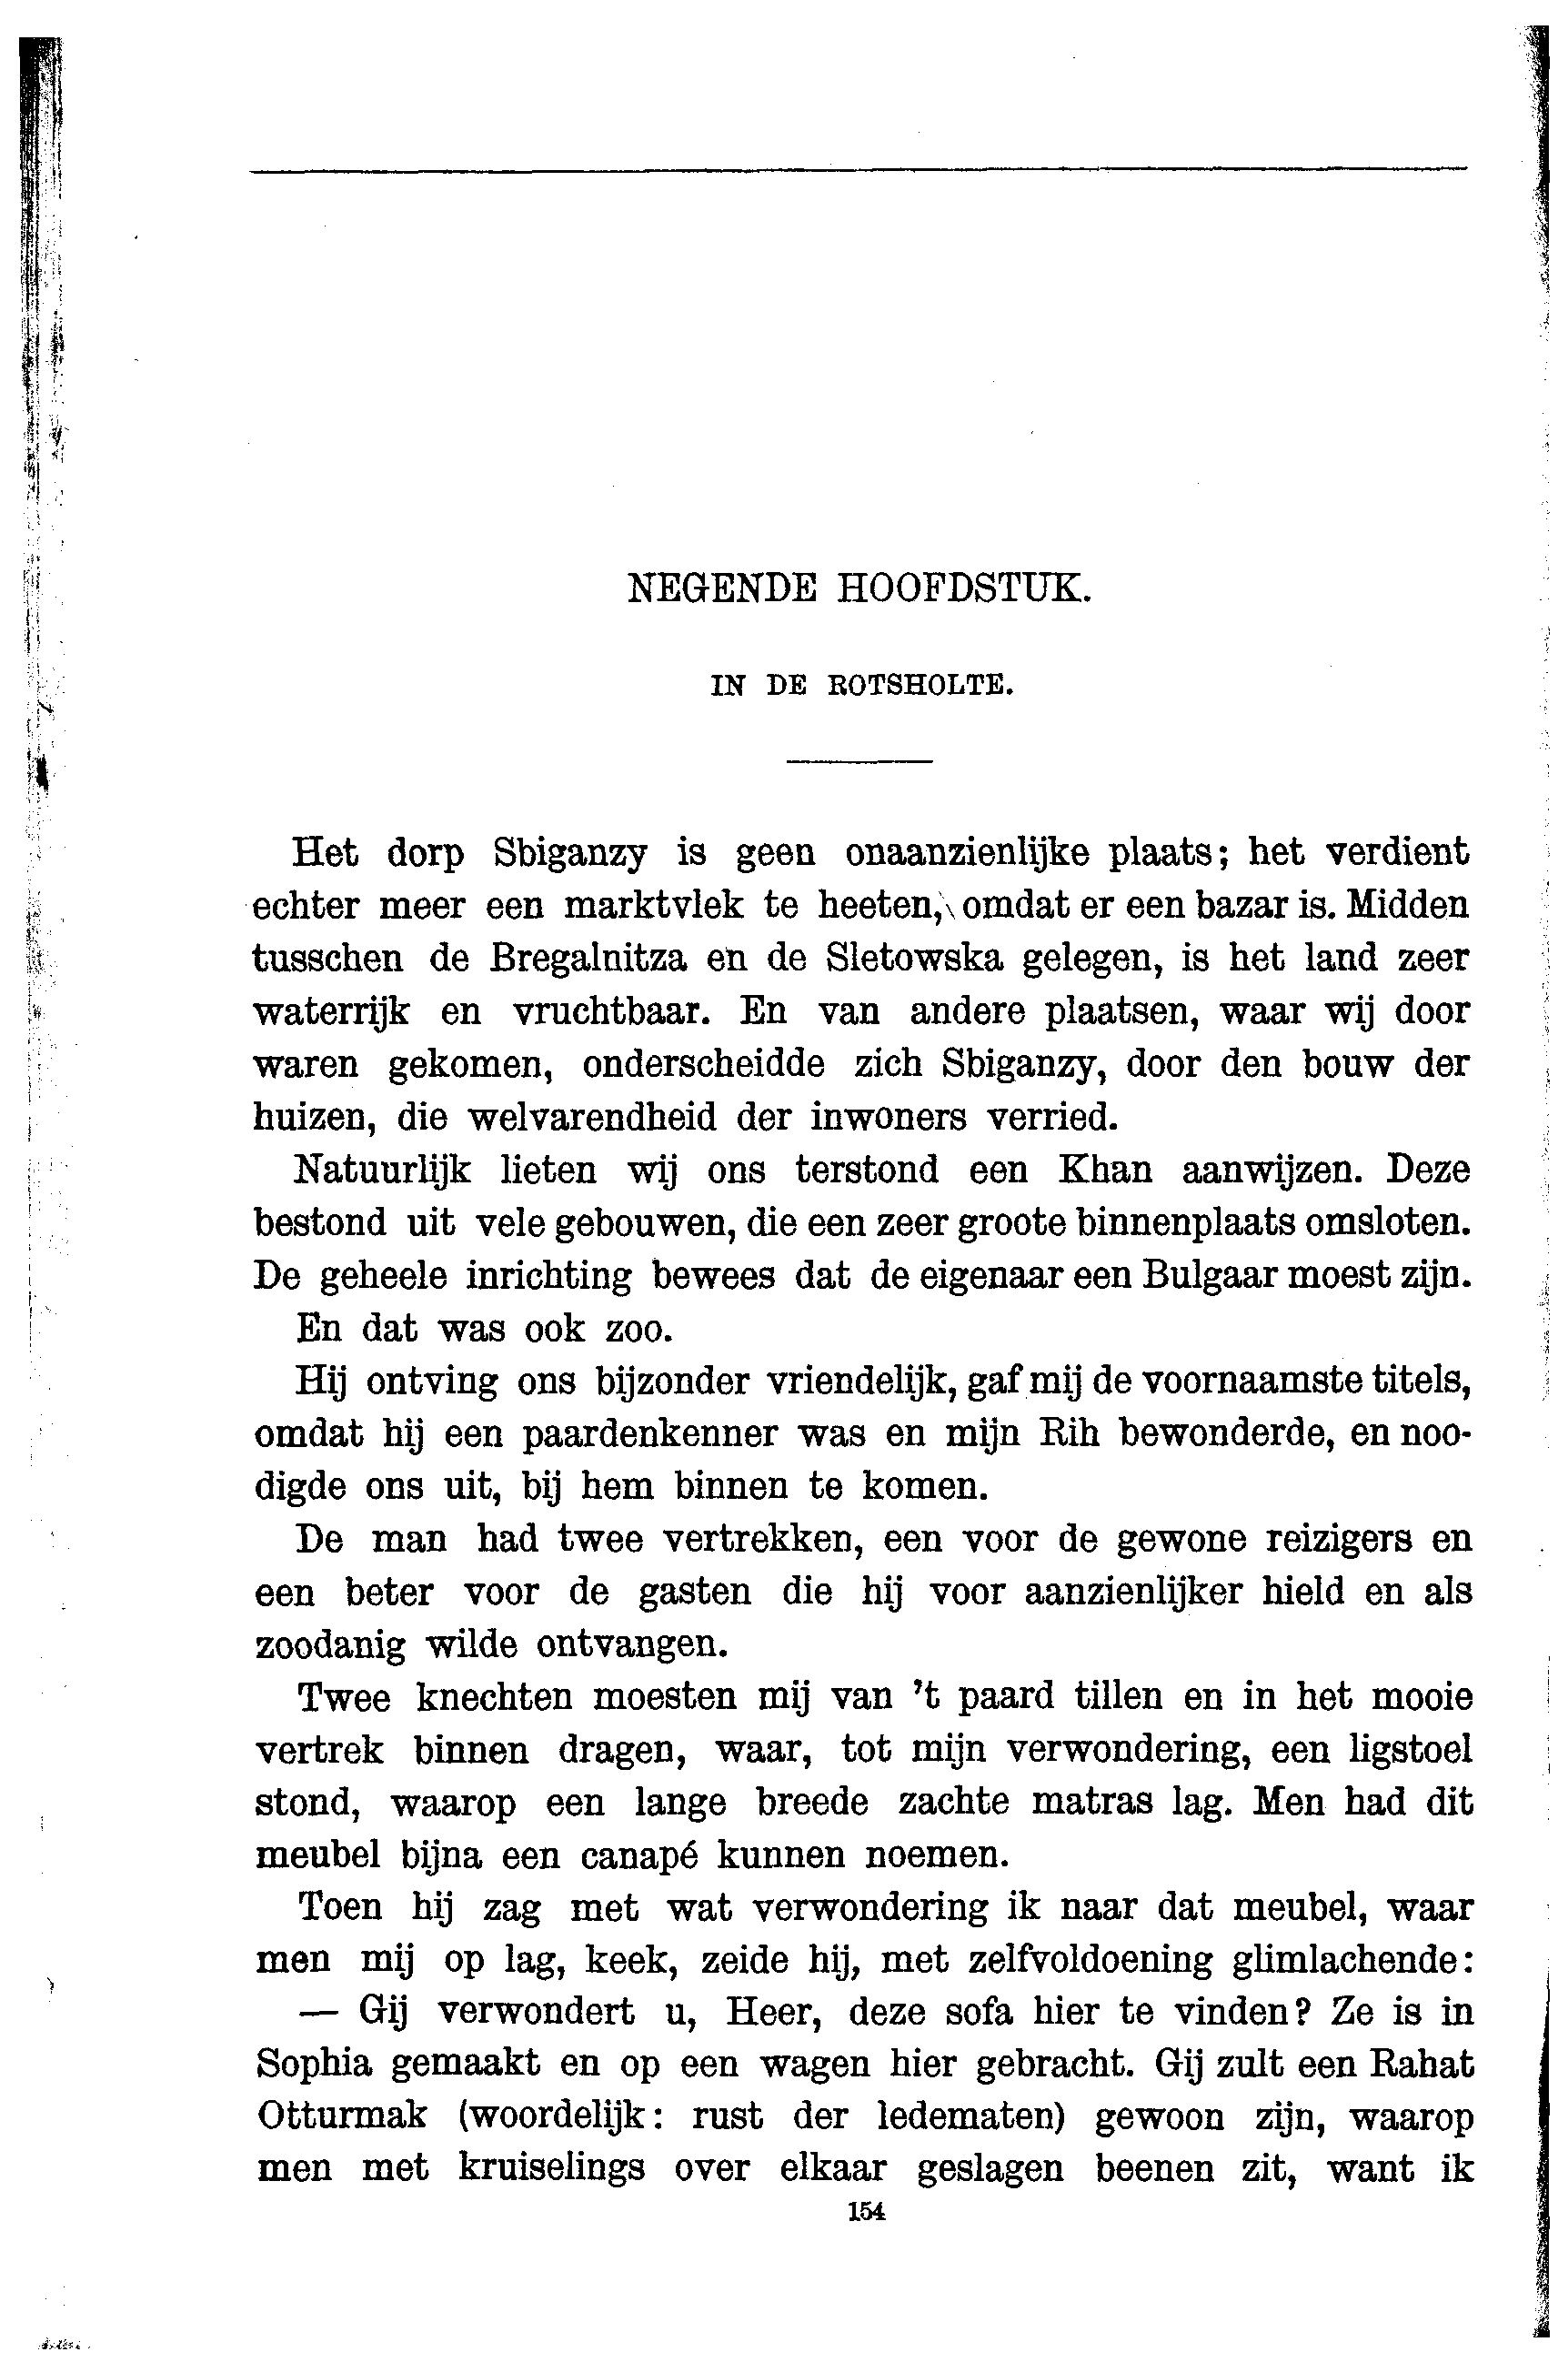 NEGENDE HOOFDSTUK.
IN DE ROTSHOLTE.
Het dorp Sbiganzy is geen onaanzienlijke plaats; het verdient
echter meer een marktvlek te heeten, omdat er een bazar is. Midden
tusschen de Bregalnitza en de Sletowska gelegen, is het land zeer
waterrijk en vruchtbaar. En van andere plaatsen, waar wij door
waren gekomen, onderscheidde zich Sbiganzy, door den bouw der
huizen, die welvarendheid der inwoners verried.
Natuurlijk lieten wij ons terstond een Khan aanwijzen. Deze
bestond uit vele gebouwen, die een zeer groote binnenplaats omsloten.
De geheele inrichting bewees dat de eigenaar een Bulgaar moest zijn.
En dat was ook zoo.
Hij ontving ons bijzonder vriendelijk, gaf mij de voornaamste titels,
omdat hij een paardenkenner was en mijn Rih bewonderde, en noo-
digde ons uit, bij hem binnen te komen.
De man had twee vertrekken, een voor de gewone reizigers en
een beter voor de gasten die hij voor aanzienlijker hield en als
zoodanig wilde ontvangen.
Twee knechten moesten mij van 't paard tillen en in het mooie
vertrek binnen dragen, waar, tot mijn verwondering, een ligstoel
stond, waarop een lange breede zachte matras lag. Men had dit
meubel bijna een canapé kunnen noemen.
Toen hij zag met wat verwondering ik naar dat meubel, waar
men mij op lag, keek, zeide hij, met zelfvoldoening glimlachende:
— Gij verwondert u, Heer, deze sofa hier te vinden? Ze is in
Sophia gemaakt en op een wagen hier gebracht. Gij zult een Rahat
Otturmak (woordelijk: rust der ledematen) gewoon zijn, waarop
men met kruiselings over elkaar geslagen beenen zit, want ik
154